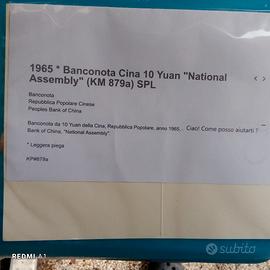 1965 * Banconota Cina 10 Yuan "National
Assembly" (KM 879a) SPL
Banconota
Repubblica Popolare Cinese
Peoples Bank of China
Banconota da 10 Yuan della Cina, Repubblica Popolare, anno 1965,
Ciao! Come posso aiutarti ?
Bank of China, "National Assembly"
* Leggera piega
KP#879a
REDMI A1
subito